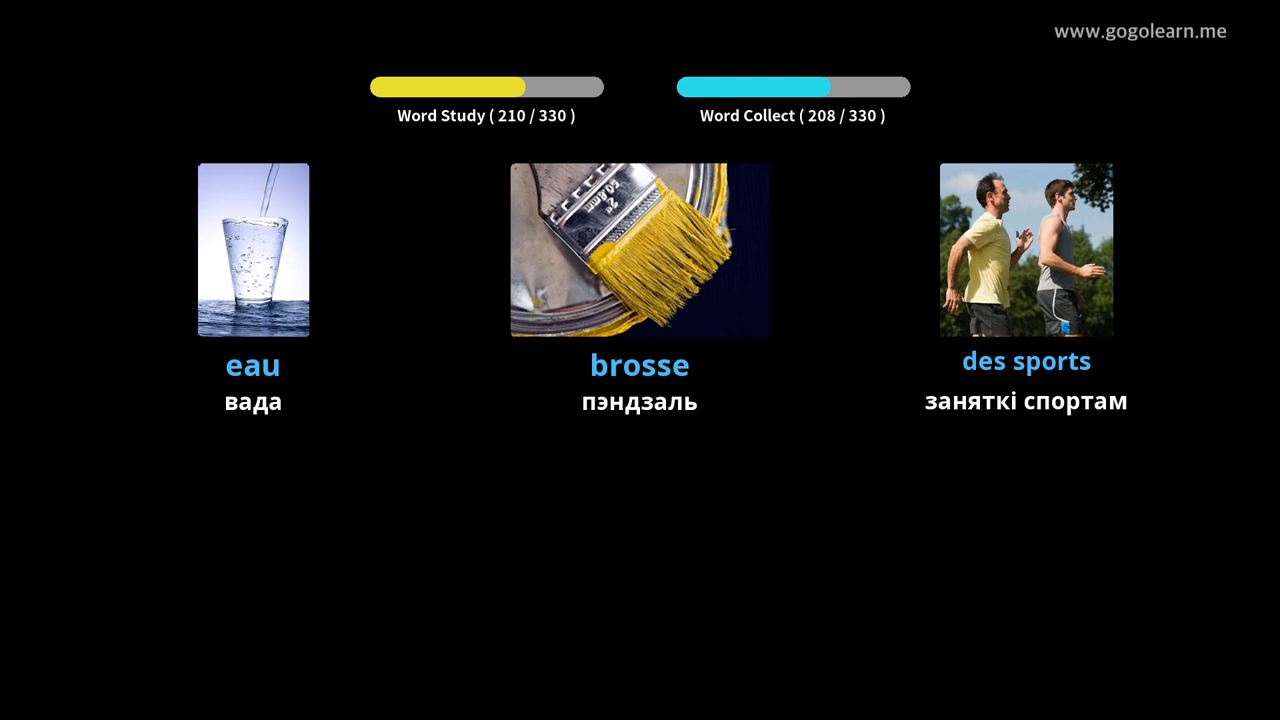 www.gogolearn.me
Word Study ( 210 / 330 )
Word Collect ( 208 / 330 )
eau
brosse
des sports
вада
пэндзаль
заняткі спортам